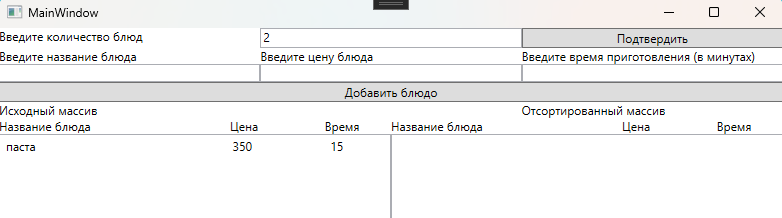 MainWindow
Введите количество блюд 2 Подтвердить
Введите название блюда Введите цену блюда Введите время приготовления (в минутах)
Добавить блюдо
Исходный массив Отсортированный массив
Название блюда Цена Время Название блюда Цена Время
паста 350 15